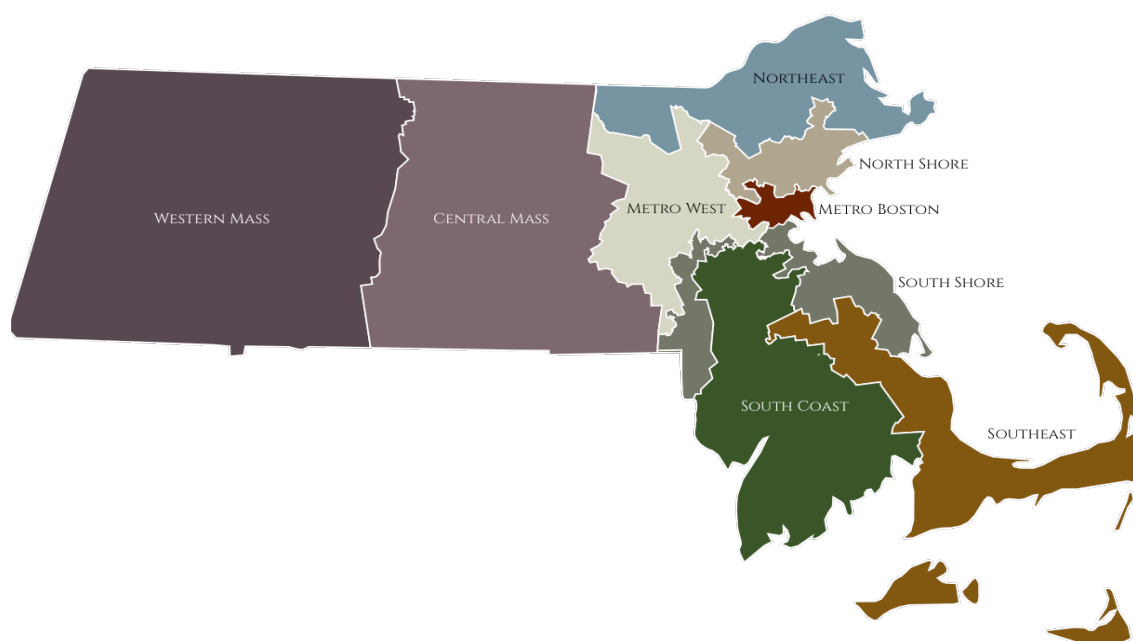 Northeast
North Shore
Western Mass
Central Mass
Metro West
Metro Boston
South Shore
South Coast
Southeast